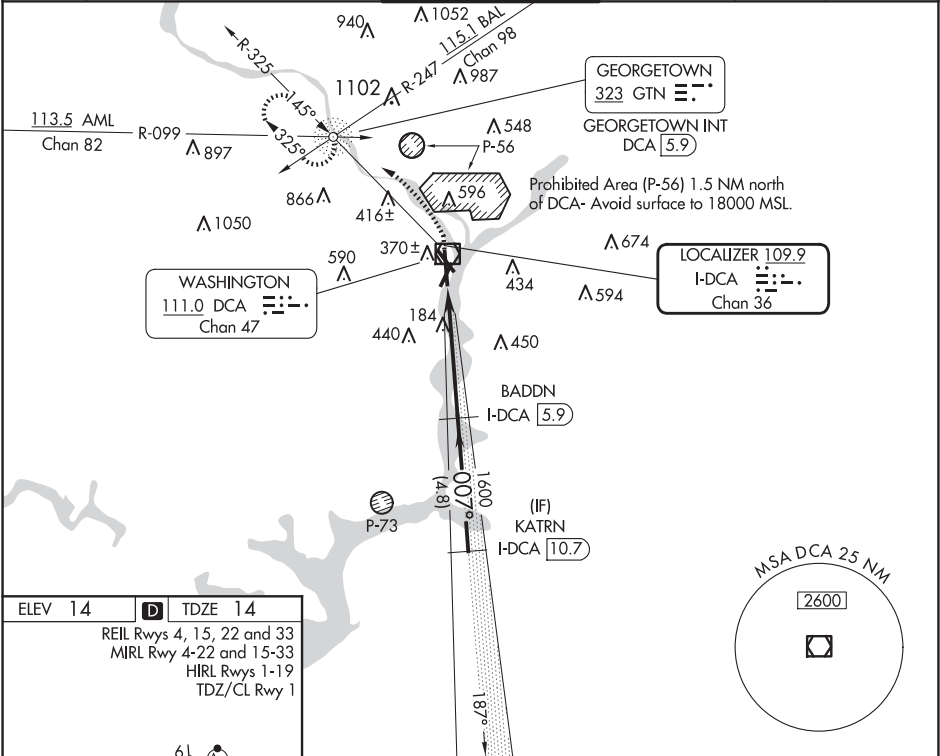 940
1052
R-325
115.1 BAL
Chan 98
R-247
987
1102
GEORGETOWN
323 GTN
145°
325°
113.5 AML
Chan 82
R-099
897
548
P-56
GEORGETOWN INT
DCA 5.9
596
Prohibited Area (P-56) 1.5 NM north
of DCA- Avoid surface to 18000 MSL.
866
416±
1050
370±
674
590
434
594
LOCALIZER 109.9
I-DCA
Chan 36
WASHINGTON
111.0 DCA
Chan 47
184
440
450
BADDN
I-DCA 5.9
007°
1600
(4.8)
P-73
(IF)
KATRN
I-DCA 10.7
MSA DCA 25 NM
2600
187°
ELEV 14 D TDZE 14
REIL Rwys 4, 15, 22 and 33
MIRL Rwy 4-22 and 15-33
HIRL Rwys 1-19
TDZ/CL Rwy 1